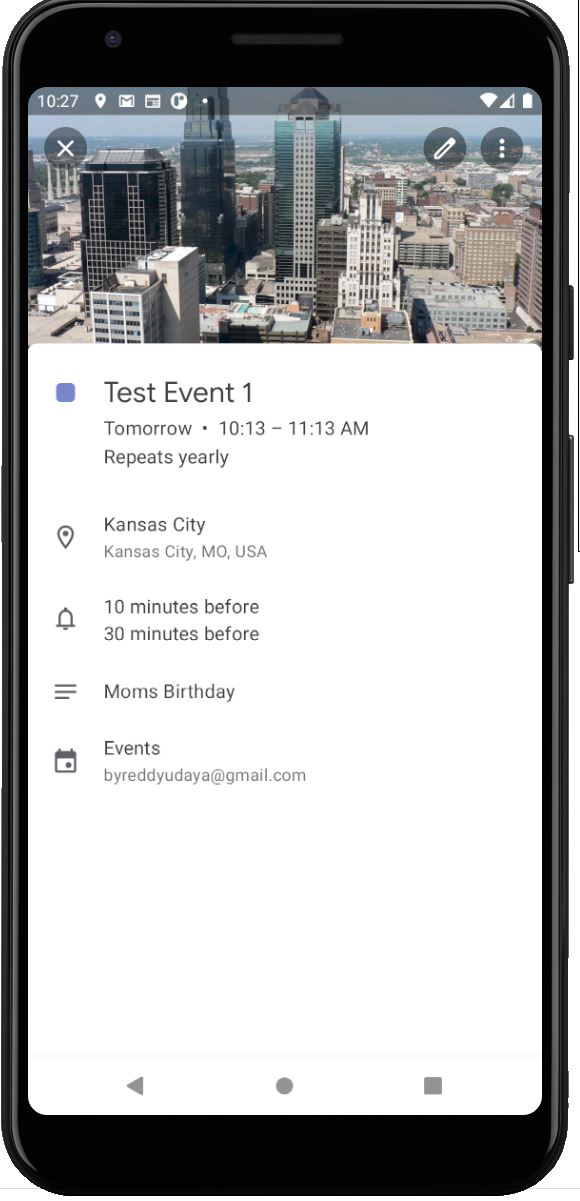 10:27
Test Event 1
Tomorrow • 10:13 – 11:13 AM
Repeats yearly
Kansas City
Kansas City, MO, USA
10 minutes before
30 minutes before
Moms Birthday
Events
byreddyudaya@gmail.com